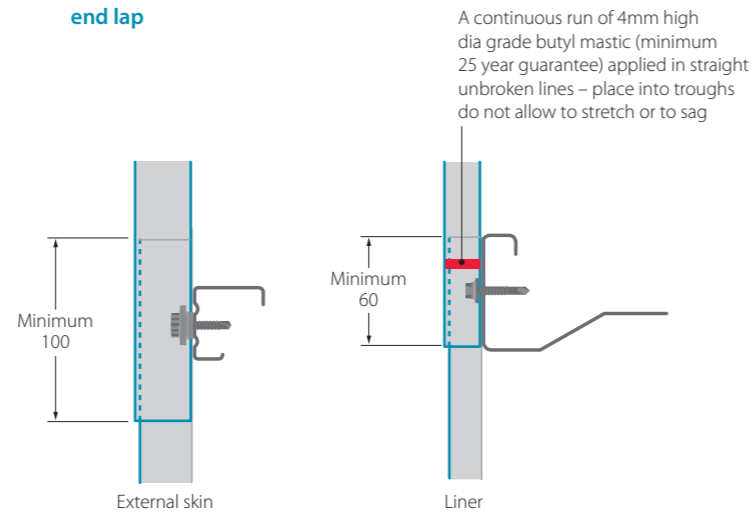 end lap
A continuous run of 4mm high
dia grade butyl mastic (minimum
25 year guarantee) applied in straight
unbroken lines – place into troughs
do not allow to stretch or to sag
Minimum
100
Minimum
60
External skin
Liner